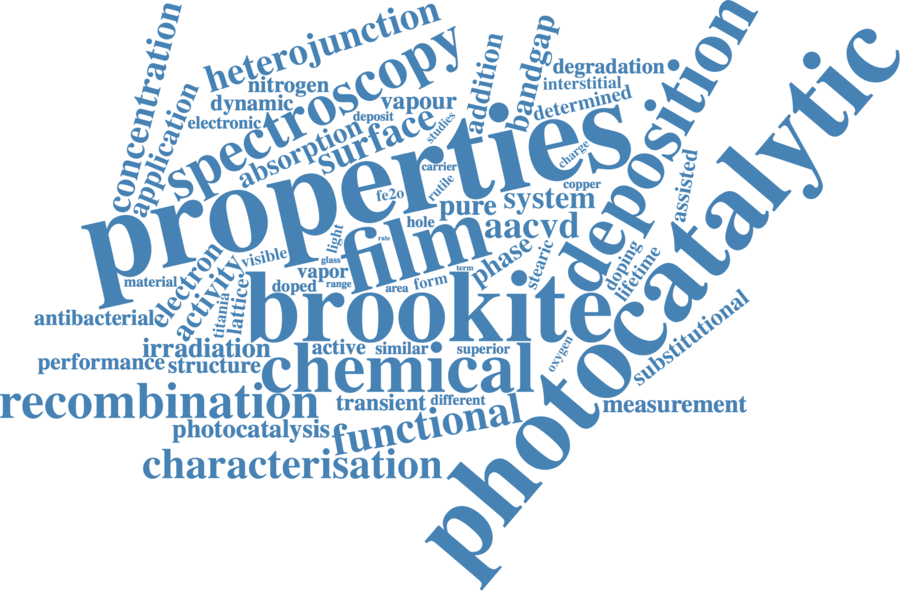 concentration
application
heterojunction
nitrogen
dynamic
electronic
spectroscopy
absorption
deposit
vapour
surface
studies
addition
bandgap
degradation
interstitial
determined
deposition
photocatalytic
properties
carrier
fe2o
rutile
charge
copper
assisted
pure
system
hole
aacvd
film
rate
light
visible
glass
vapor
range
doped
area
form
term
phase
stearic
doping
lifetime
material
electron
activity
titania
lattice
antibacterial
brookite
irradiation
active
similar
superior
oxygen
substitutional
performance
structure
chemical
recombination
transient
different
measurement
photocatalysis
functional
characterisation